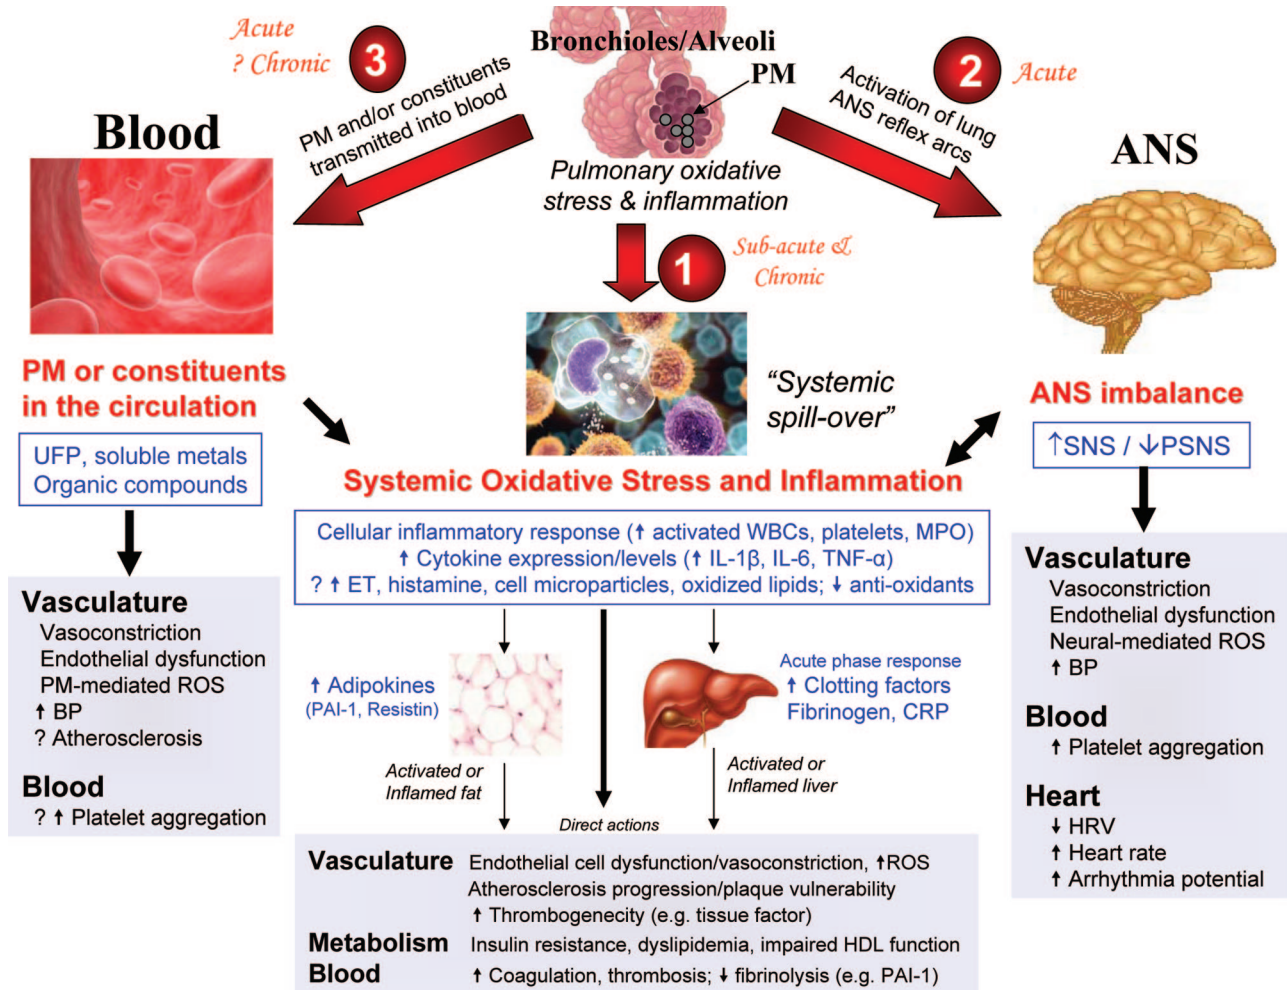 Acute
? Chronic
3
PM and/or constituents
transmitted into blood
Bronchioles/Alveoli
PM
2
Acute
Activation of lung
ANS reflex arcs
Blood
ANS
Pulmonary oxidative
stress & inflammation
1
Sub-acute &
Chronic
"Systemic
spill-over"
PM or constituents
in the circulation
UFP, soluble metals
Organic compounds
Vasculature
Vasoconstriction
Endothelial dysfunction
PM-mediated ROS
↑ BP
? Atherosclerosis
Blood
? ↑ Platelet aggregation
Systemic Oxidative Stress and Inflammation
Cellular inflammatory response (↑ activated WBCs, platelets, MPO)
↑ Cytokine expression/levels (↑ IL-1β, IL-6, TNF-α)
? ↑ ET, histamine, cell microparticles, oxidized lipids; ↓ anti-oxidants
↑ Adipokines
(PAI-1, Resistin)
Acute phase response
↑ Clotting factors
Fibrinogen, CRP
Activated or
Inflamed fat
Activated or
Inflamed liver
Direct actions
Vasculature Endothelial cell dysfunction/vasoconstriction, ↑ROS
Atherosclerosis progression/plaque vulnerability
↑ Thrombogenecity (e.g. tissue factor)
Metabolism Insulin resistance, dyslipidemia, impaired HDL function
Blood ↑ Coagulation, thrombosis; ↓ fibrinolysis (e.g. PAI-1)
ANS imbalance
↑SNS / ↓PSNS
Vasculature
Vasoconstriction
Endothelial dysfunction
Neural-mediated ROS
↑ BP
Blood
↑ Platelet aggregation
Heart
↓ HRV
↑ Heart rate
↑ Arrhythmia potential